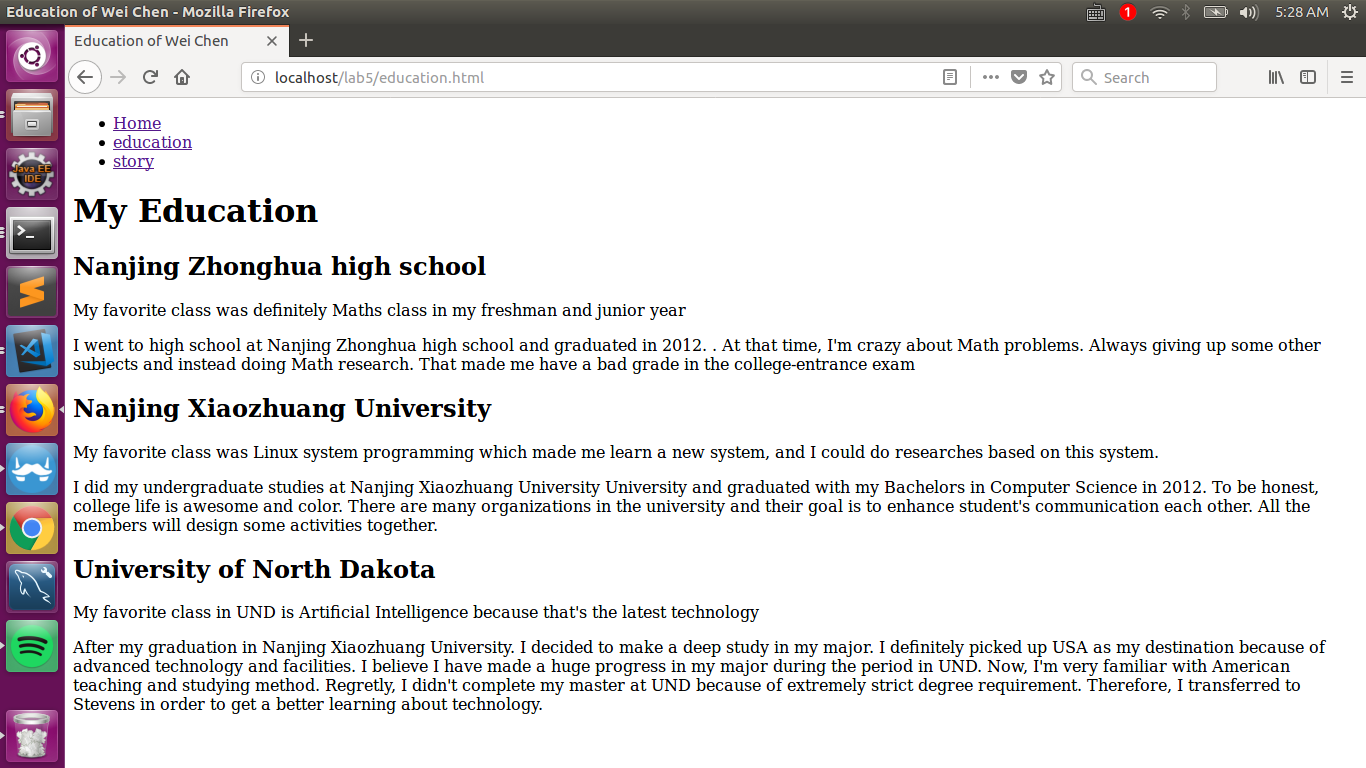 Education of Wei Chen - Mozilla Firefox
1
5:28 AM
Education of Wei Chen
localhost/lab5/education.html
Search
Java EE
IDE
Home
education
story
My Education
Nanjing Zhonghua high school
My favorite class was definitely Maths class in my freshman and junior year
I went to high school at Nanjing Zhonghua high school and graduated in 2012. . At that time, I'm crazy about Math problems. Always giving up some other
subjects and instead doing Math research. That made me have a bad grade in the college-entrance exam
Nanjing Xiaozhuang University
My favorite class was Linux system programming which made me learn a new system, and I could do researches based on this system.
I did my undergraduate studies at Nanjing Xiaozhuang University University and graduated with my Bachelors in Computer Science in 2012. To be honest,
college life is awesome and color. There are many organizations in the university and their goal is to enhance student's communication each other. All the
members will design some activities together.
University of North Dakota
My favorite class in UND is Artificial Intelligence because that's the latest technology
After my graduation in Nanjing Xiaozhuang University. I decided to make a deep study in my major. I definitely picked up USA as my destination because of
advanced technology and facilities. I believe I have made a huge progress in my major during the period in UND. Now, I'm very familiar with American
teaching and studying method. Regretly, I didn't complete my master at UND because of extremely strict degree requirement. Therefore, I transferred to
Stevens in order to get a better learning about technology.